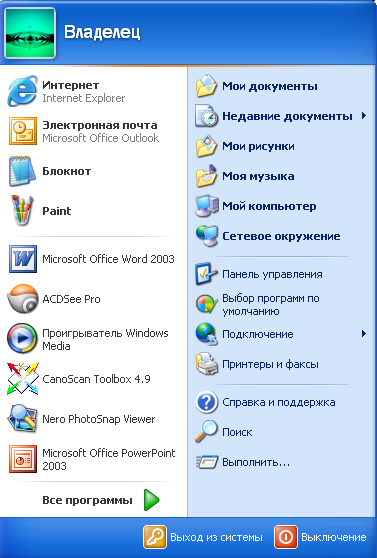 Владелец
Интернет
Internet Explorer
Электронная почта
Microsoft Office Outlook
Блокнот
Paint
Microsoft Office Word 2003
ACDSee Pro
Проигрыватель Windows
Media
CanoScan Toolbox 4.9
Nero PhotoSnap Viewer
Microsoft Office PowerPoint
2003
Все программы
Мои документы
Недавние документы
Мои рисунки
Моя музыка
Мой компьютер
Сетевое окружение
Панель управления
Выбор программ по
умолчанию
Подключение
Принтеры и факсы
Справка и поддержка
Поиск
Выполнить...
Выход из системы
Выключение